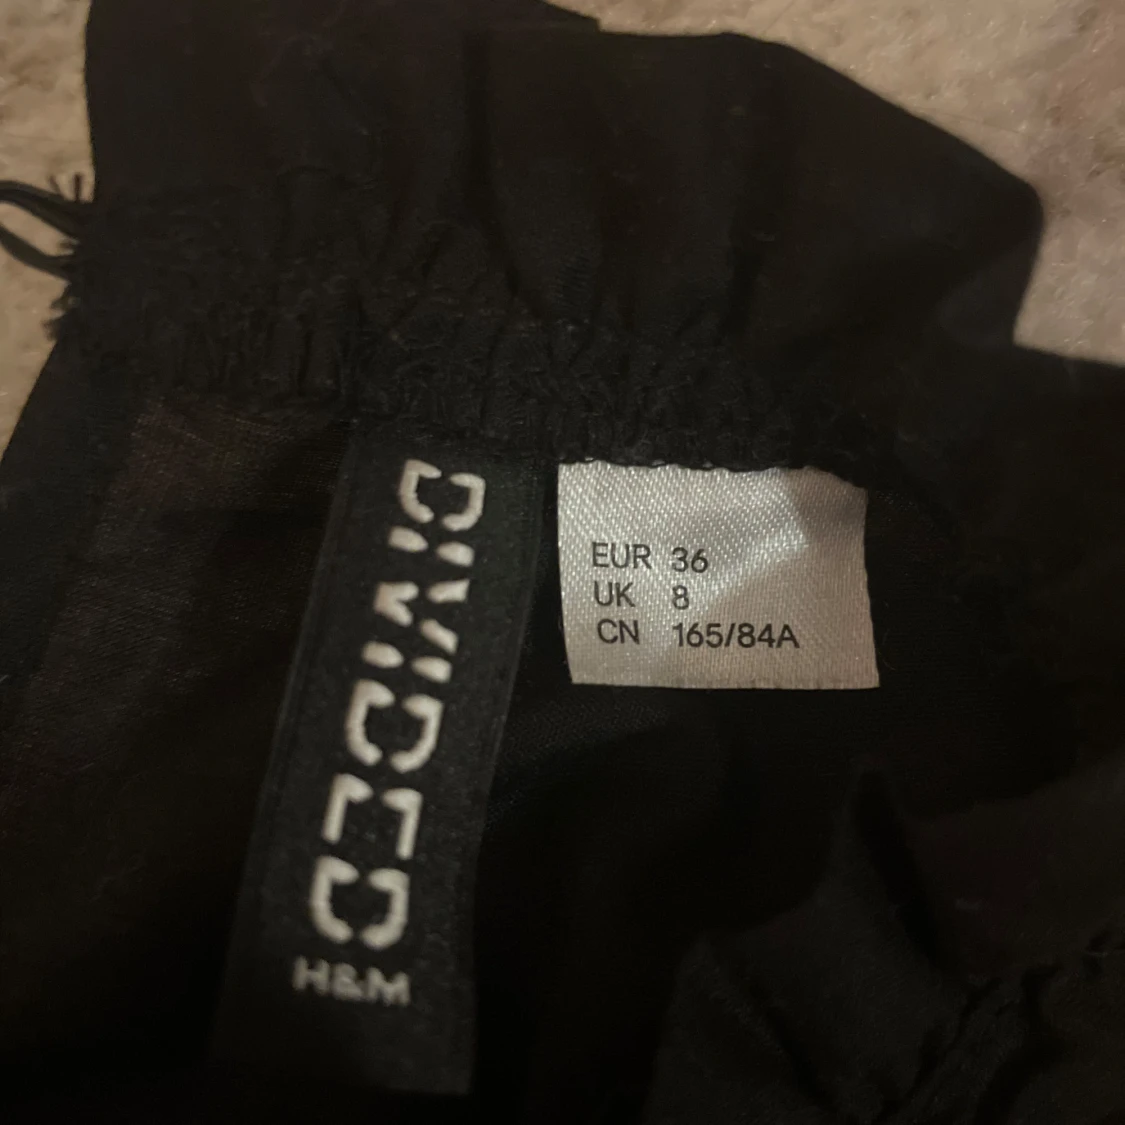 DIVIDED
H&M
EUR 36
UK 8
CN 165/84A